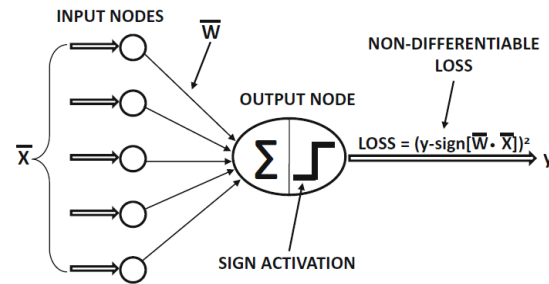 INPUT NODES
W
NON-DIFFERENTIABLE
LOSS
OUTPUT NODE
X
∑
LOSS = (y-sign[W • X])²
y
SIGN ACTIVATION